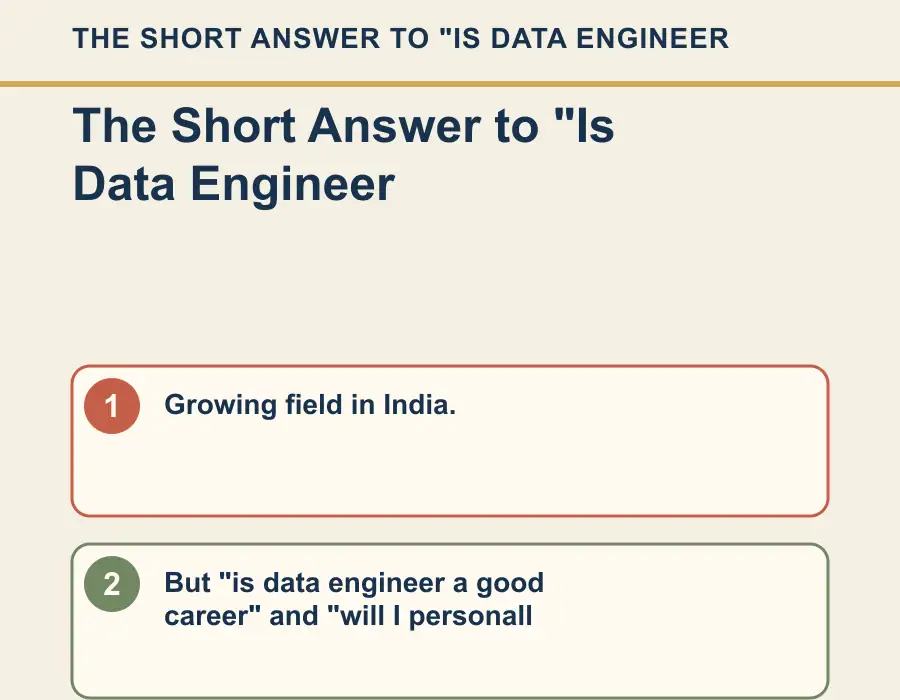 THE SHORT ANSWER TO "IS DATA ENGINEER
The Short Answer to "Is
Data Engineer
1
Growing field in India.
2
But "is data engineer a good
career" and "will I personall